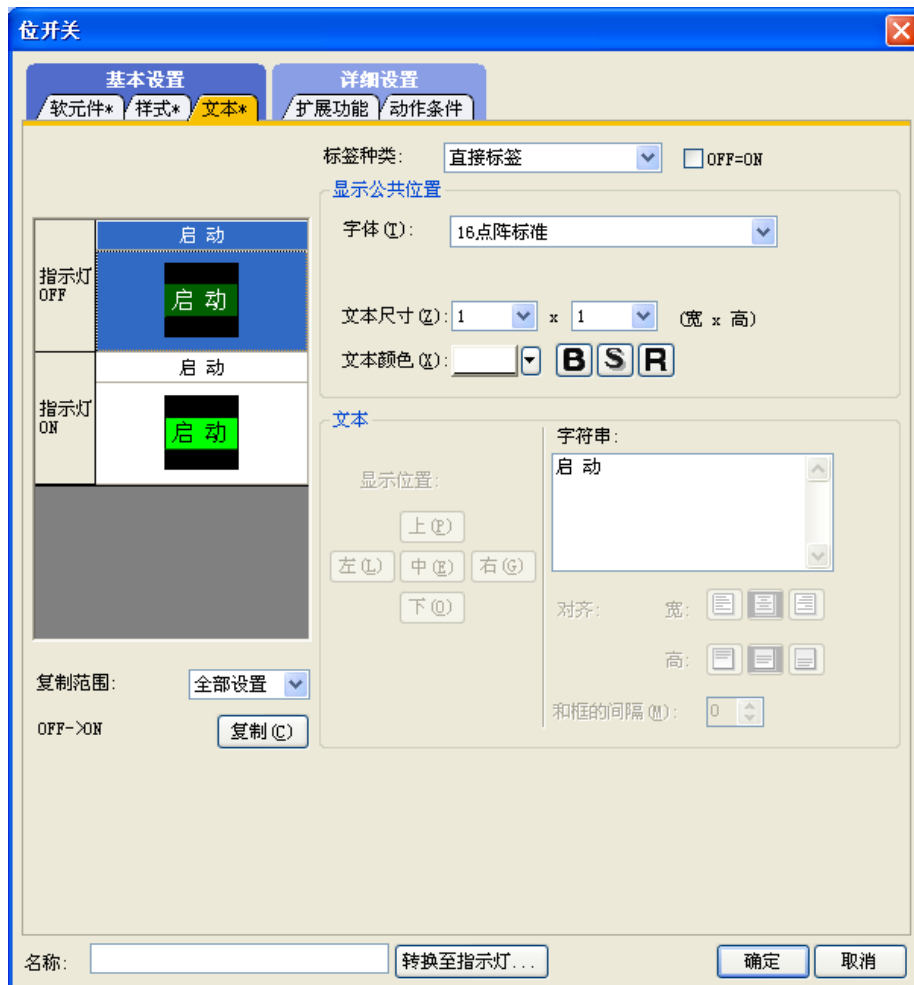 位开关
基本设置 详细设置
软元件* 样式* 文本* 扩展功能 动作条件
标签种类: 直接标签 OFF=ON
显示公共位置
字体(T): 16点阵标准
文本尺寸(Z): 1 x 1 (宽 x 高)
文本颜色(X): B S R
启 动
指示灯
OFF
启 动
启 动
指示灯
ON
启 动
文本
显示位置:
上(P)
左(L) 中(E) 右(G)
下(O)
字符串:
启 动
对齐: 宽:
高:
和框的间隔(M): 0
复制范围: 全部设置
OFF->ON 复制(C)
名称: 转换至指示灯... 确定 取消